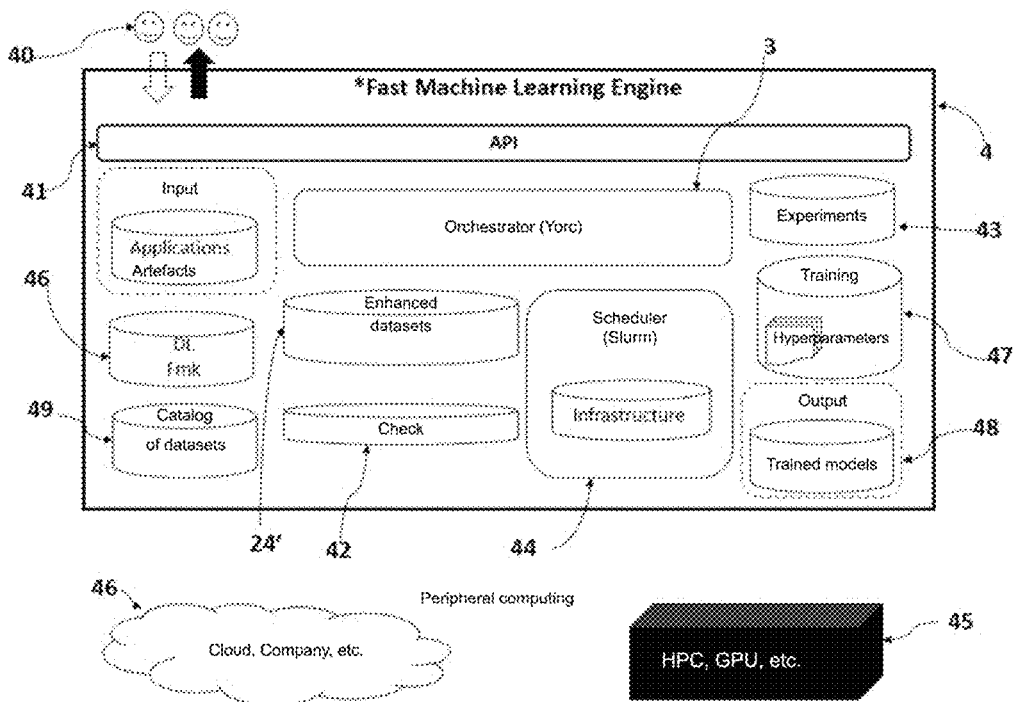 40
3
*Fast Machine Learning Engine
API
4
41
Input
Applications
Artefacts
Orchestrator (Yorc)
Experiments
43
46
DL
Fmk
Enhanced
datasets
Scheduler
(Slurm)
Infrastructure
Training
Hyperparameters
47
49
Catalog
of datasets
Check
Output
Trained models
48
24'
42
44
46
Peripheral computing
Cloud, Company, etc.
45
HPC, GPU, etc.